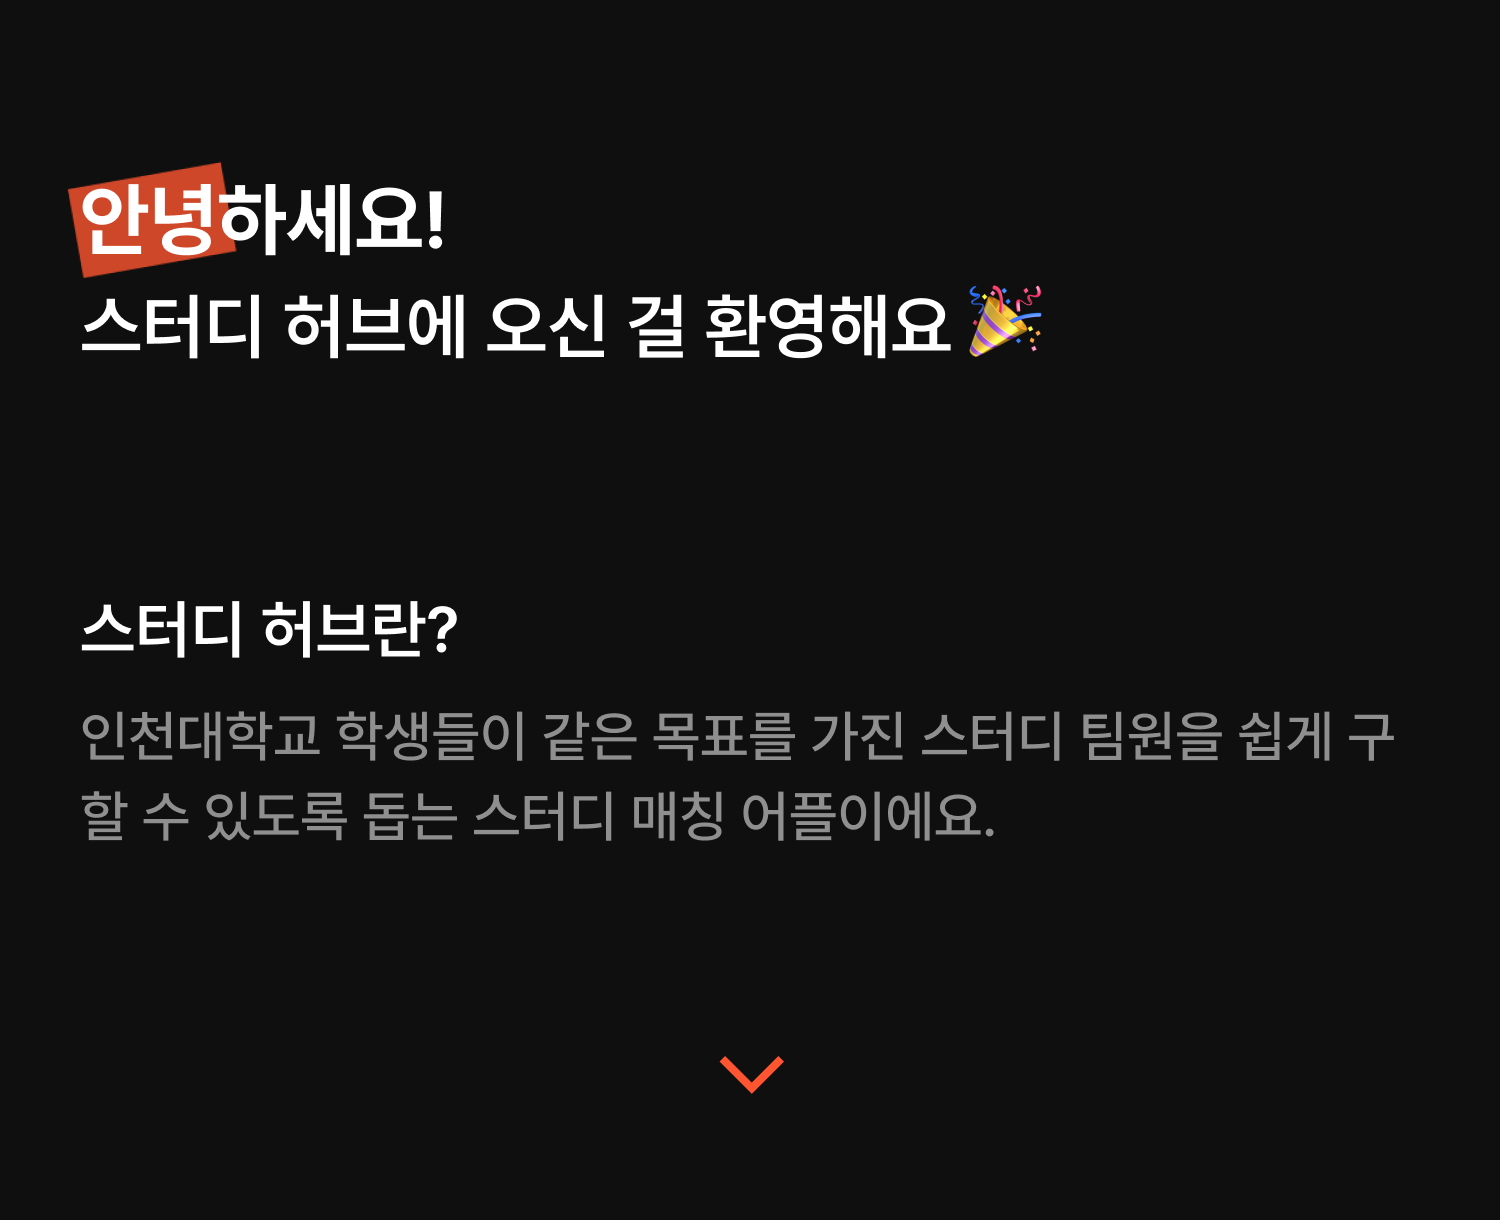 안녕하세요!
스터디 허브에 오신 걸 환영해요 🎉
스터디 허브란?
인천대학교 학생들이 같은 목표를 가진 스터디 팀원을 쉽게 구
할 수 있도록 돕는 스터디 매칭 어플이에요.